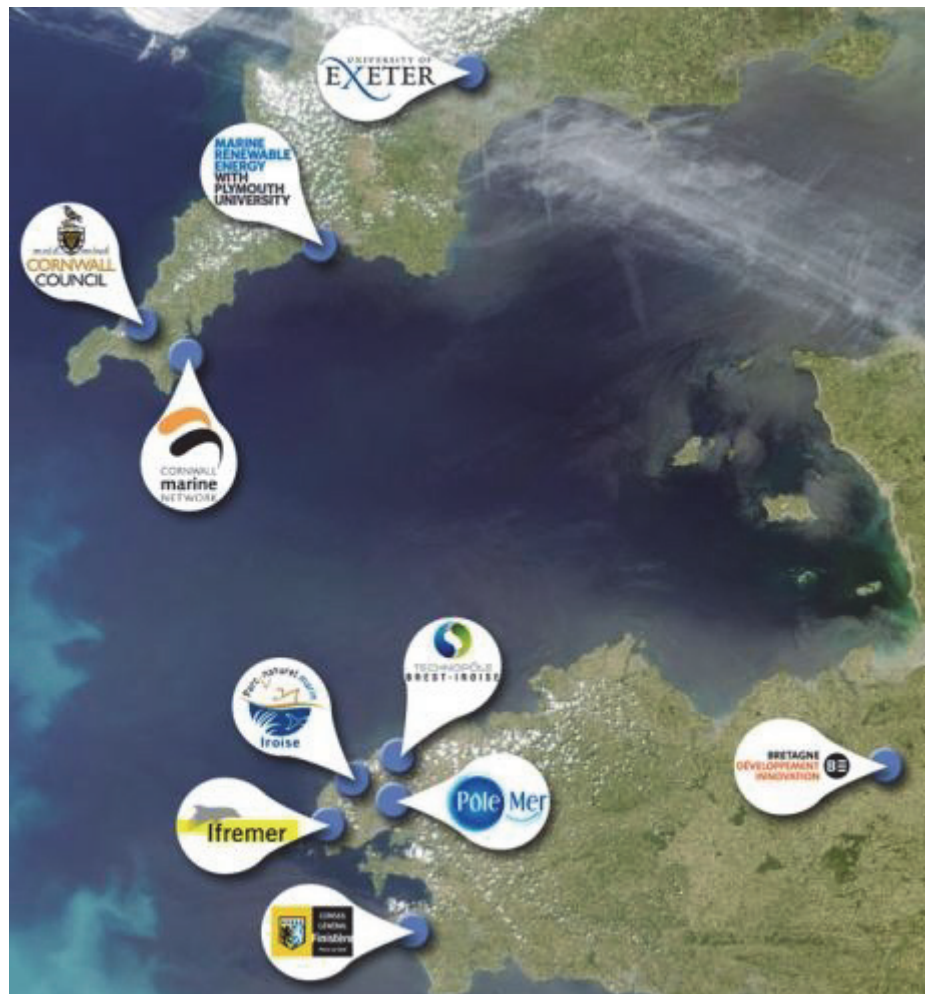 UNIVERSITY OF
EXETER
MARINE
RENEWABLE
ENERGY
WITH
PLYMOUTH
UNIVERSITY
CORNWALL
COUNCIL
CORNWALL
marine
NETWORK
TECHNOPÔLE
BREST-IROISE
Parc naturel marin
Iroise
BRETAGNE
DÉVELOPPEMENT
INNOVATION
Pôle Mer
Ifremer
CONSEIL
GÉNÉRAL
Finistère